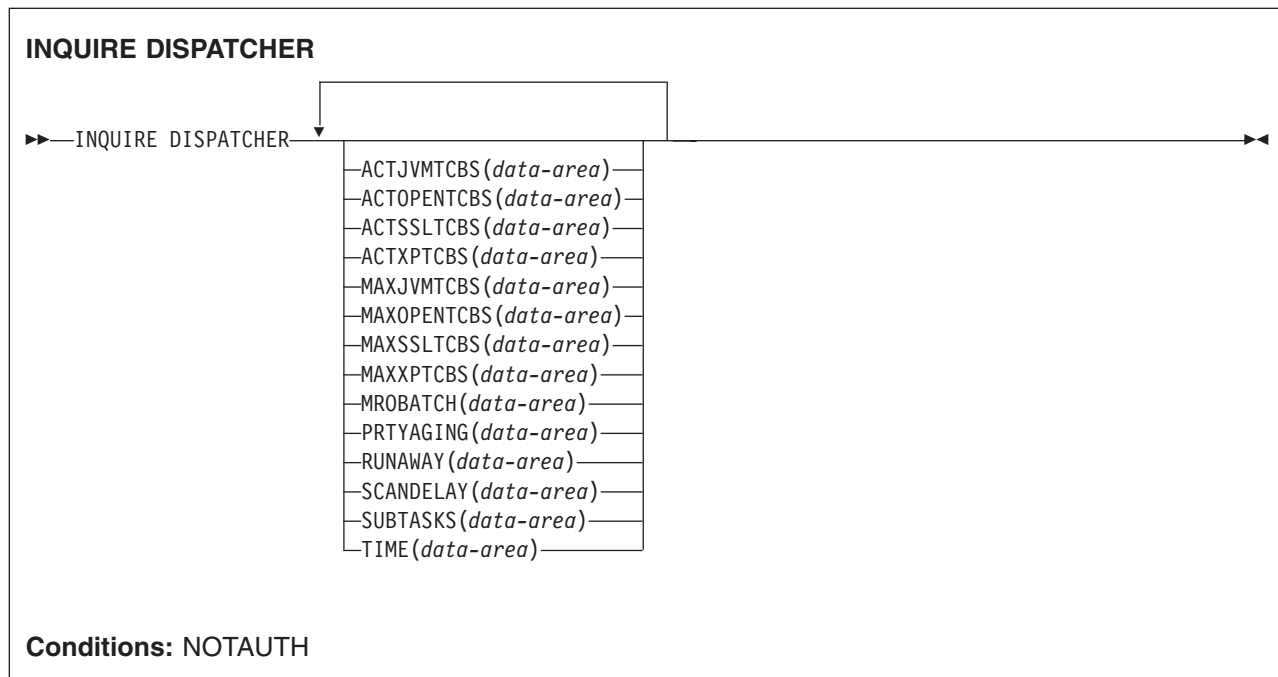 INQUIRE DISPATCHER
INQUIRE DISPATCHER
ACTJVMTCBS(data-area)
ACTOPENTCBS(data-area)
ACTSSLTCBS(data-area)
ACTXPTCBS(data-area)
MAXJVMTCBS(data-area)
MAXOPENTCBS(data-area)
MAXSSLTCBS(data-area)
MAXXPTCBS(data-area)
MROBATCH(data-area)
PRTYAGING(data-area)
RUNAWAY(data-area)
SCANDELAY(data-area)
SUBTASKS(data-area)
TIME(data-area)
Conditions: NOTAUTH